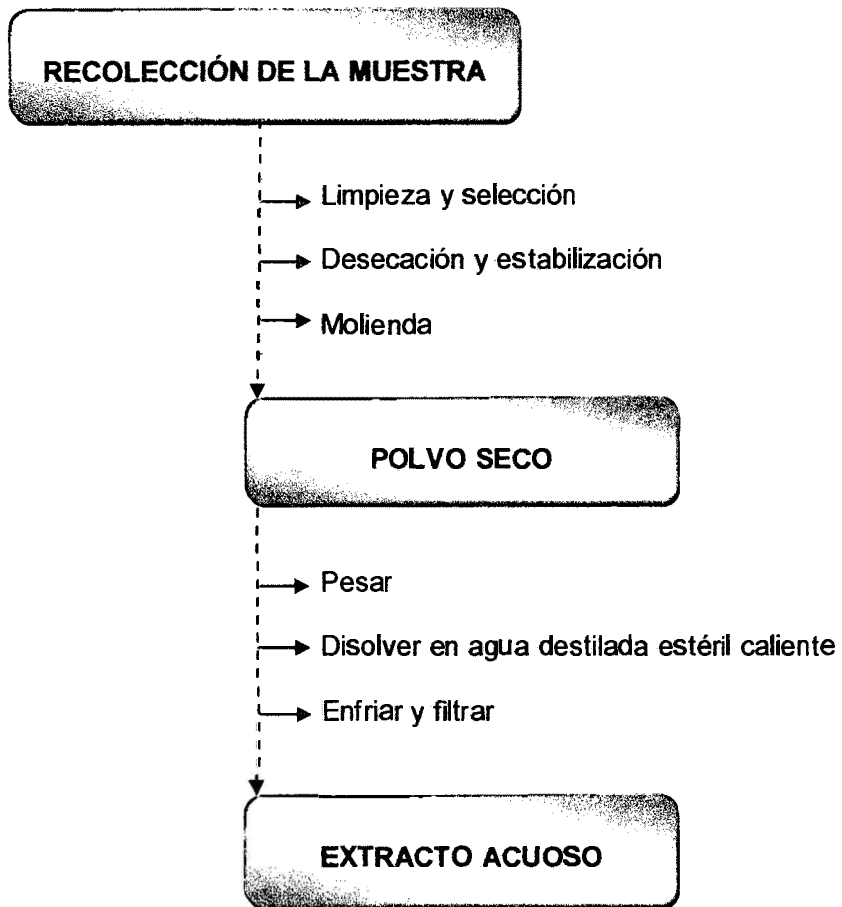 RECOLECCIÓN DE LA MUESTRA
Limpieza y selección
Desecación y estabilización
Molienda
POLVO SECO
Pesar
Disolver en agua destilada estéril caliente
Enfriar y filtrar
EXTRACTO ACUOSO